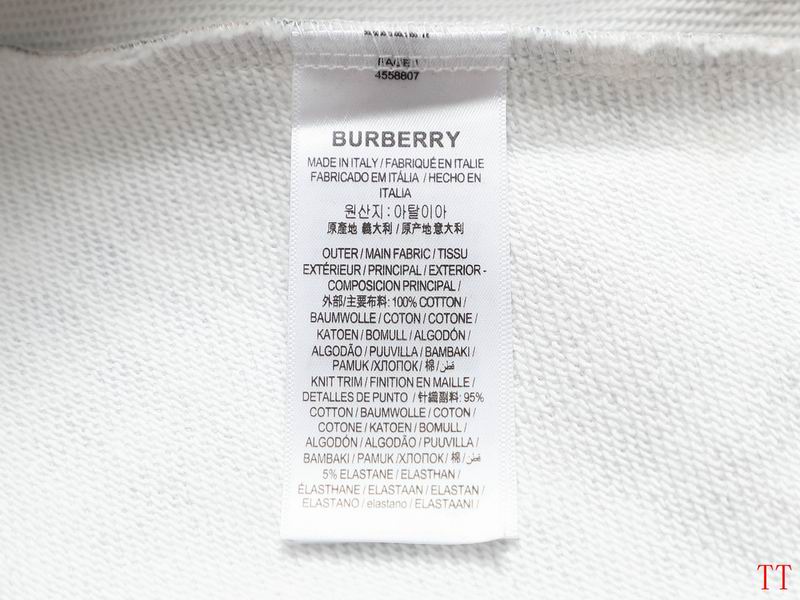 4558807
BURBERRY
MADE IN ITALY / FABRIQUÉ EN ITALIE
FABRICADO EM ITÁLIA / HECHO EN
ITALIA
원산지 : 아탈이아
原產地 義大利 / 原产地 意大利
OUTER / MAIN FABRIC / TISSU
EXTÉRIEUR / PRINCIPAL / EXTERIOR -
COMPOSICION PRINCIPAL /
外部/主要布料: 100% COTTON /
BAUMWOLLE / COTON / COTONE /
KATOEN / BOMULL / ALGODÓN /
ALGODÃO / PUUVILLA / BAMBAKI /
PAMUK /ХЛОПОК/ 棉 / قطن /
KNIT TRIM / FINITION EN MAILLE /
DETALLES DE PUNTO / 针織副料: 95%
COTTON / BAUMWOLLE / COTON /
COTONE / KATOEN / BOMULL /
ALGODÓN / ALGODÃO / PUUVILLA /
BAMBAKI / PAMUK /ХЛОПОК/ 棉 / قطن /
5% ELASTANE / ELASTHAN /
ÉLASTHANE / ELASTAAN / ELASTAN /
ELASTANO / elastano / ELASTAANI /
TT